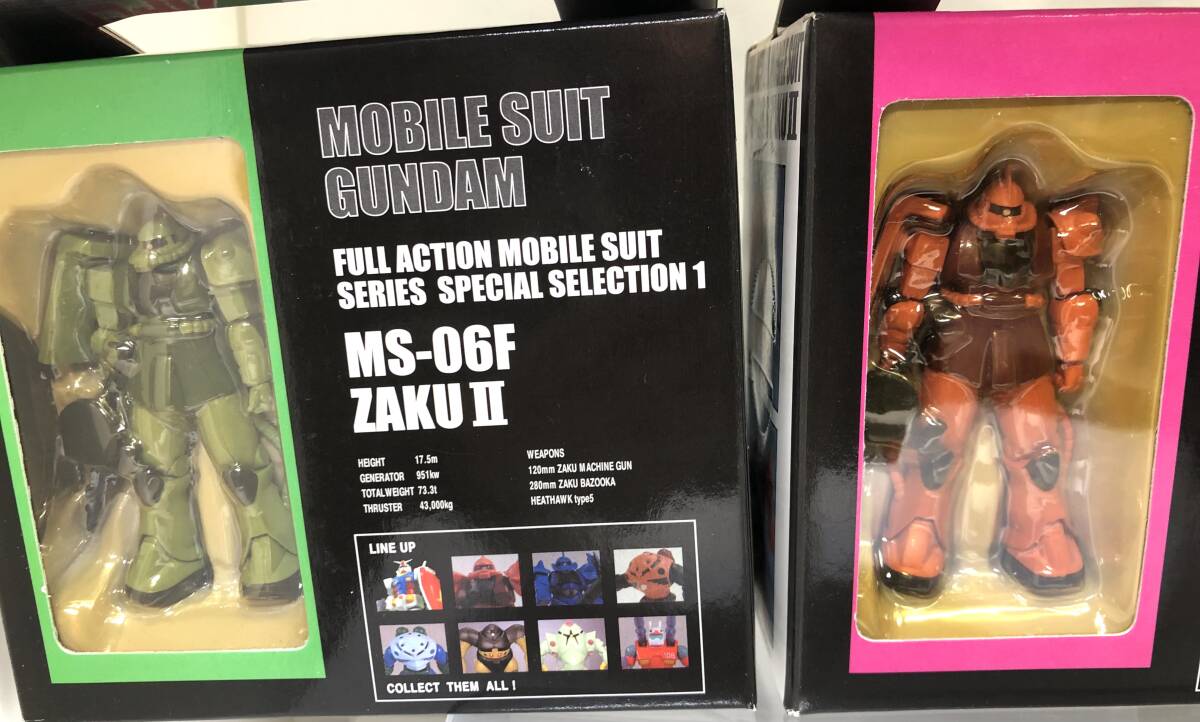 MOBILE SUIT
GUNDAM
FULL ACTION MOBILE SUIT
SERIES SPECIAL SELECTION 1
MS-06F
ZAKU II
HEIGHT 17.5m
GENERATOR 951kw
TOTALWEIGHT 73.3t
THRUSTER 43,000kg
WEAPONS
120mm ZAKU MACHINE GUN
280mm ZAKU BAZOOKA
HEATHAWK type5
LINE UP
COLLECT THEM ALL!